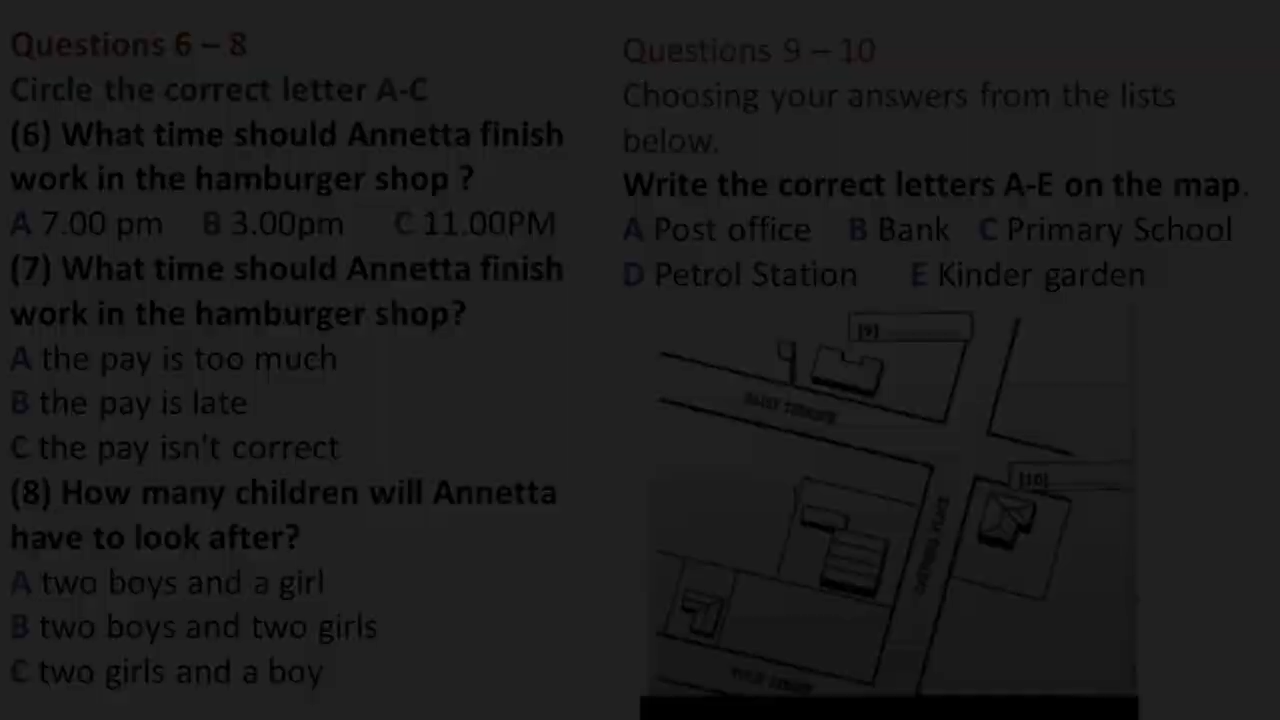 Questions 6 – 8
Circle the correct letter A-C
(6) What time should Annetta finish
work in the hamburger shop ?
A 7.00 pm B 3.00pm C 11.00PM
(7) What time should Annetta finish
work in the hamburger shop?
A the pay is too much
B the pay is late
C the pay isn't correct
(8) How many children will Annetta
have to look after?
A two boys and a girl
B two boys and two girls
C two girls and a boy
Questions 9 – 10
Choosing your answers from the lists
below.
Write the correct letters A-E on the map.
A Post office B Bank C Primary School
D Petrol Station E Kinder garden
[9]
[10]